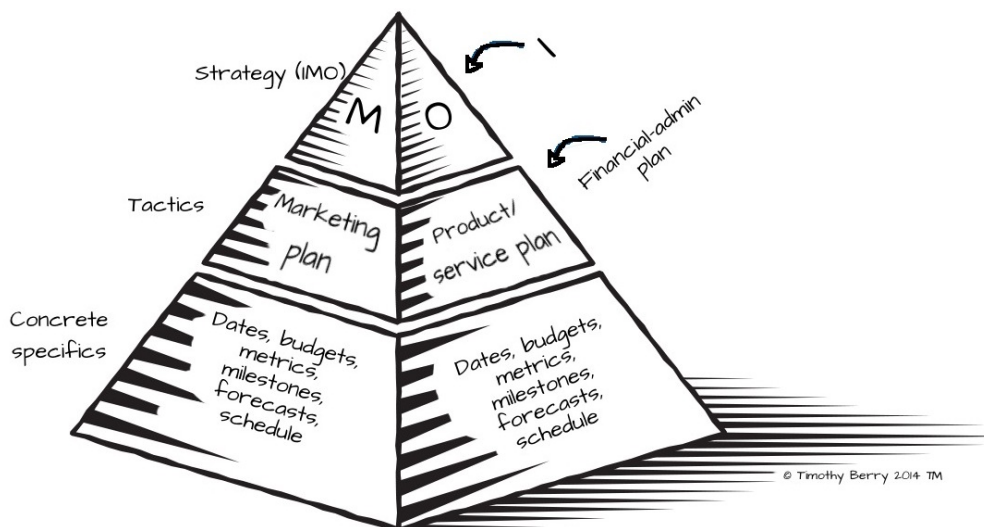 Strategy (IMO)
M
O
\
Financial-admin
plan
Tactics
Marketing
plan
Product/
service plan
Concrete
specifics
Dates, budgets,
metrics,
milestones,
forecasts,
schedule
Dates, budgets,
metrics,
milestones,
forecasts,
schedule
© Timothy Berry 2014 TM